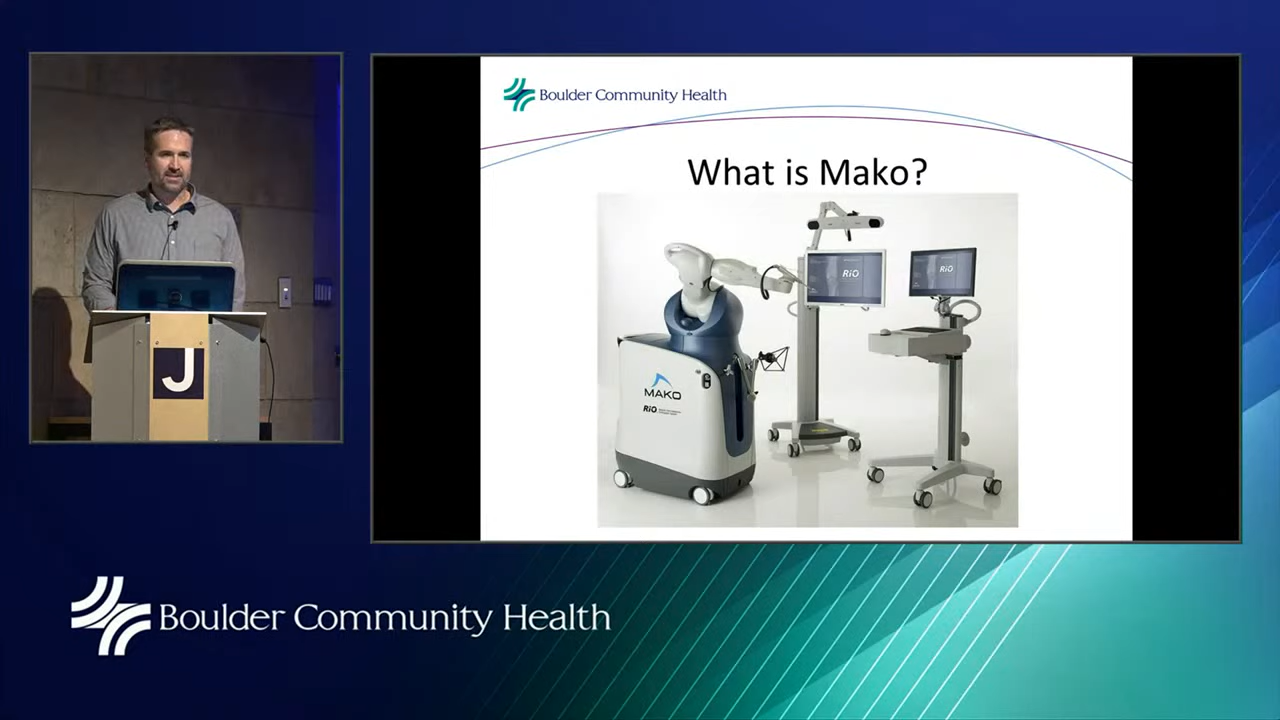 Boulder Community Health
What is Mako?
RiO
RiO
MAKO
RiO
J
Boulder Community Health